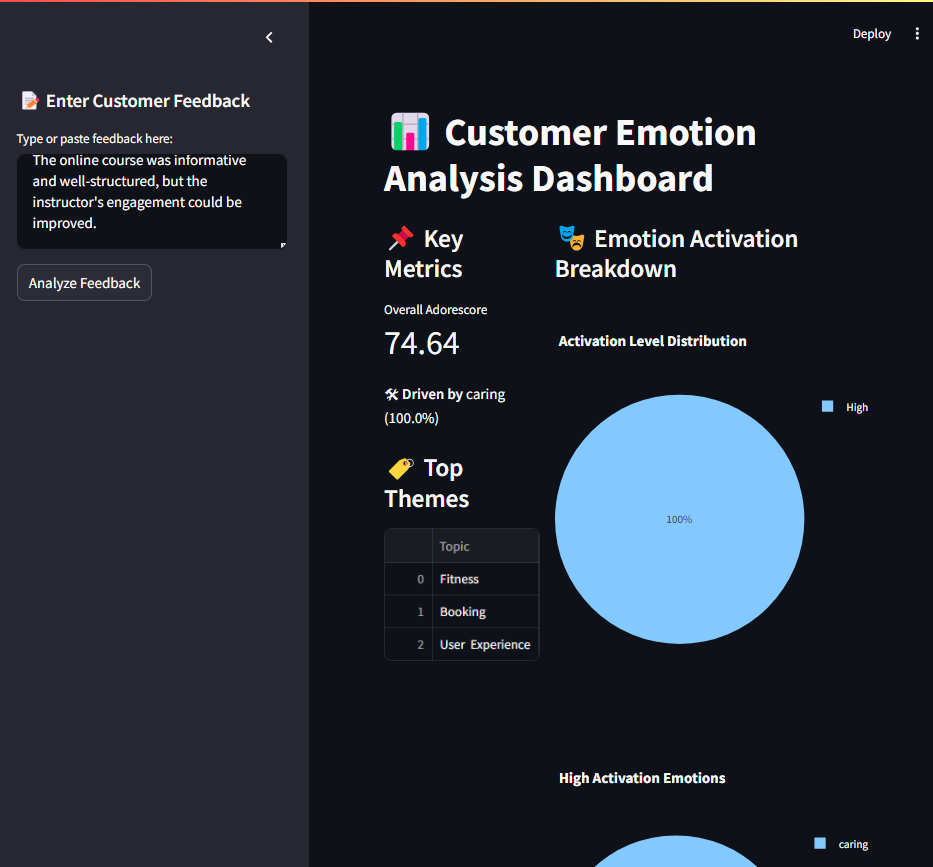 Deploy
📝 Enter Customer Feedback
Type or paste feedback here:
The online course was informative
and well-structured, but the
instructor's engagement could be
improved.
Analyze Feedback
📊 Customer Emotion
Analysis Dashboard
📌 Key
Metrics
Overall Adorescore
74.64
🛠 Driven by caring
(100.0%)
🏷️ Top
Themes
Topic
0 Fitness
1 Booking
2 User Experience
🎭 Emotion Activation
Breakdown
Activation Level Distribution
High
100%
High Activation Emotions
caring